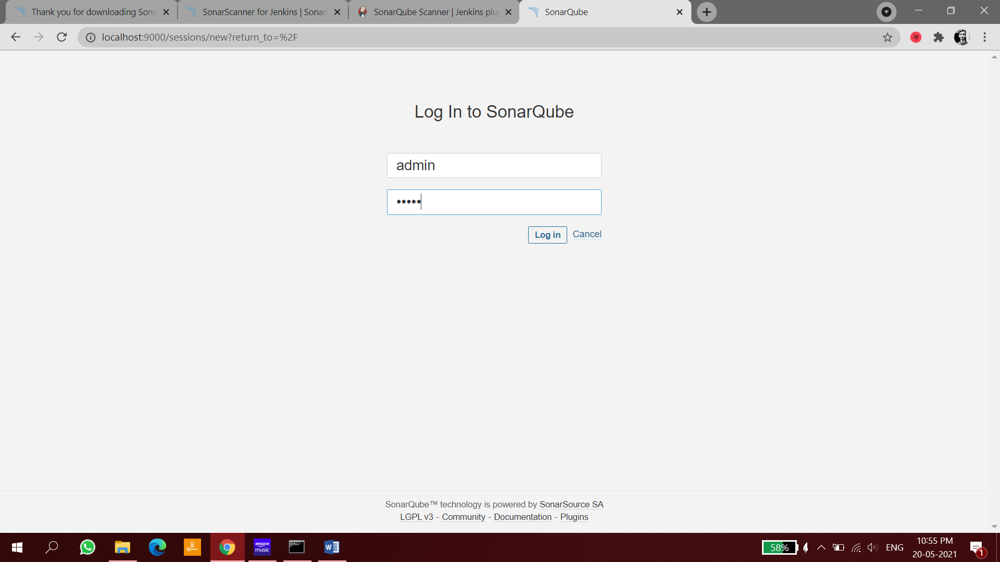 Thank you for downloading Sona
SonarScanner for Jenkins | Sonar
SonarQube Scanner | Jenkins plu
SonarQube
localhost:9000/sessions/new?return_to=%2F
Log In to SonarQube
admin
•••••
Log in Cancel
SonarQube™ technology is powered by SonarSource SA
LGPL v3 - Community - Documentation - Plugins
amazon
music
58%
ENG
10:55 PM
20-05-2021
1